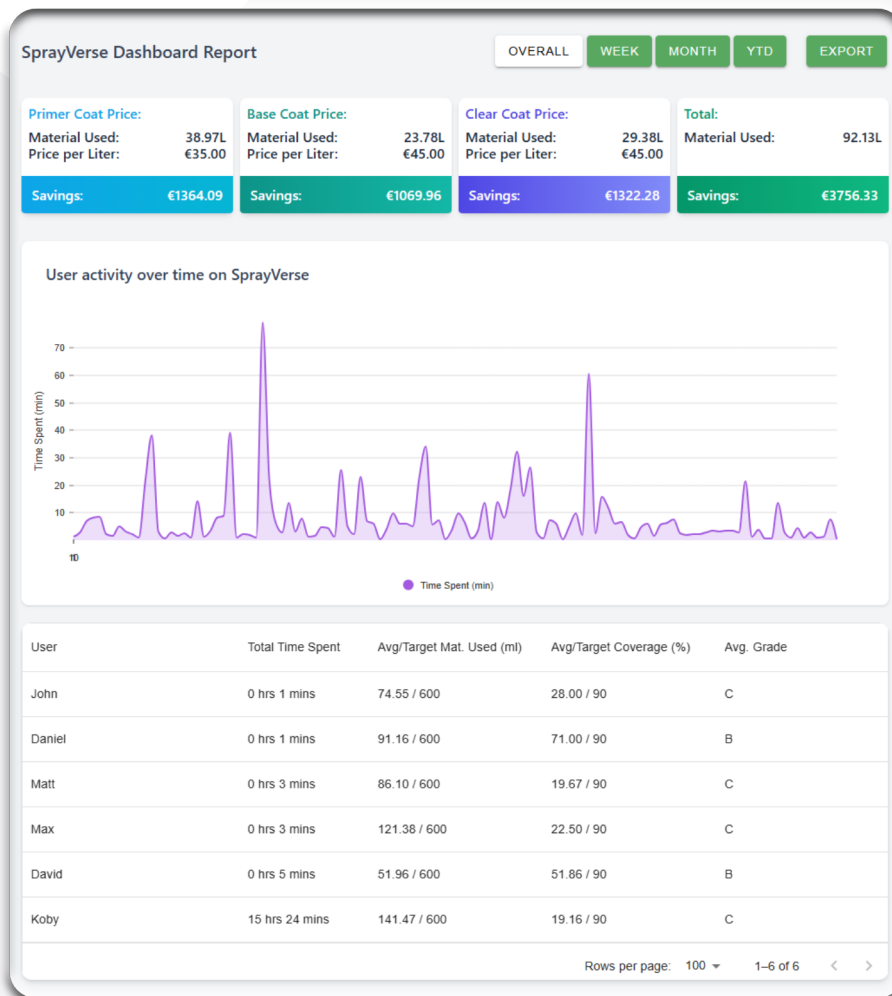 SprayVerse Dashboard Report
OVERALL WEEK MONTH YTD EXPORT
Primer Coat Price:
Material Used: 38.97L
Price per Liter: €35.00
Savings: €1364.09
Base Coat Price:
Material Used: 23.78L
Price per Liter: €45.00
Savings: €1069.96
Clear Coat Price:
Material Used: 29.38L
Price per Liter: €45.00
Savings: €1322.28
Total:
Material Used: 92.13L
Savings: €3756.33
User activity over time on SprayVerse
70
60
50
40
30
20
10
Time Spent (min)
Time Spent (min)
User Total Time Spent Avg/Target Mat. Used (ml) Avg/Target Coverage (%) Avg. Grade
John 0 hrs 1 mins 74.55 / 600 28.00 / 90 C
Daniel 0 hrs 1 mins 91.16 / 600 71.00 / 90 B
Matt 0 hrs 3 mins 86.10 / 600 19.67 / 90 C
Max 0 hrs 3 mins 121.38 / 600 22.50 / 90 C
David 0 hrs 5 mins 51.96 / 600 51.86 / 90 B
Koby 15 hrs 24 mins 141.47 / 600 19.16 / 90 C
Rows per page: 100 1–6 of 6